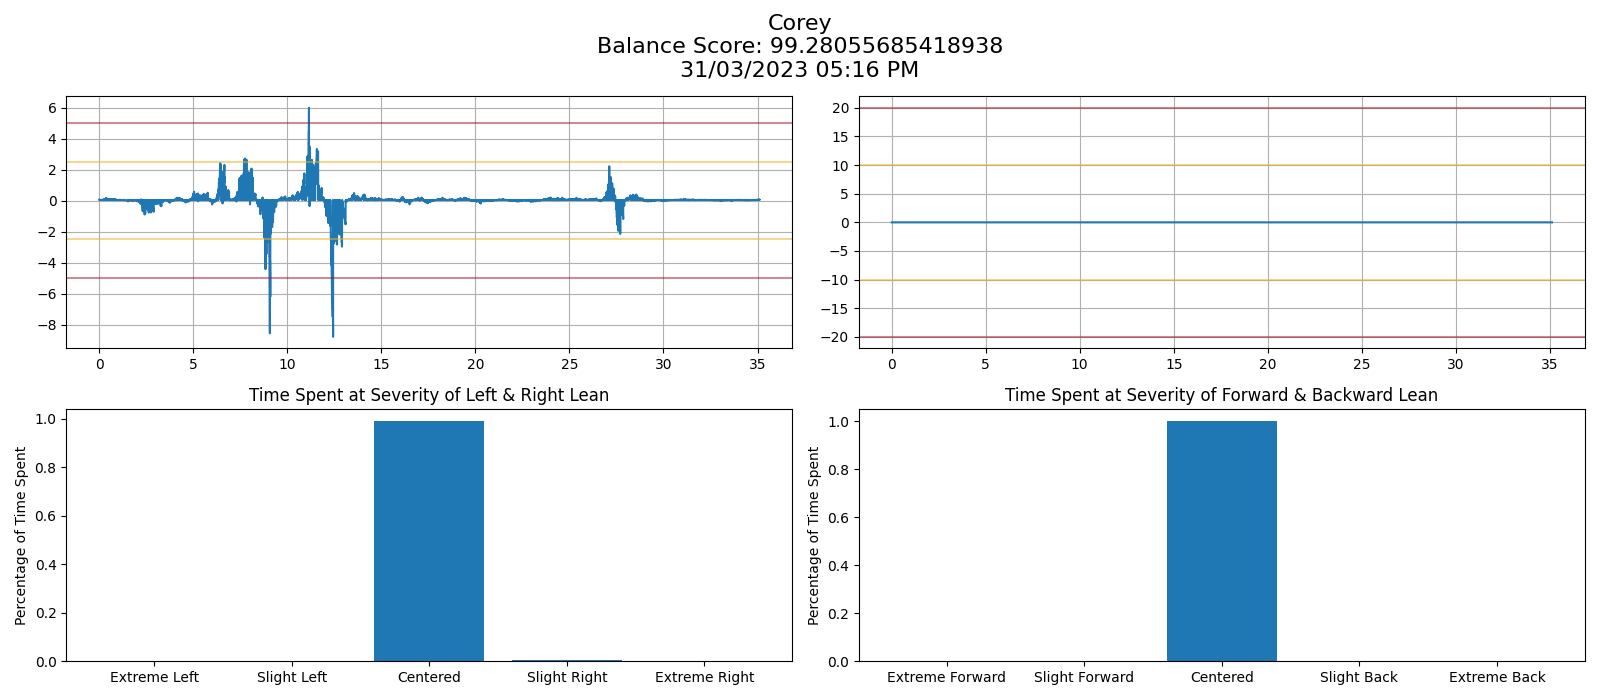 Corey
Balance Score: 99.28055685418938
31/03/2023 05:16 PM
6
4
2
0
−2
−4
−6
−8
0 5 10 15 20 25 30 35
20
15
10
5
0
−5
−10
−15
−20
0 5 10 15 20 25 30 35
Time Spent at Severity of Left & Right Lean
Percentage of Time Spent
1.0
0.8
0.6
0.4
0.2
0.0
Extreme Left Slight Left Centered Slight Right Extreme Right
Time Spent at Severity of Forward & Backward Lean
Percentage of Time Spent
1.0
0.8
0.6
0.4
0.2
0.0
Extreme Forward Slight Forward Centered Slight Back Extreme Back